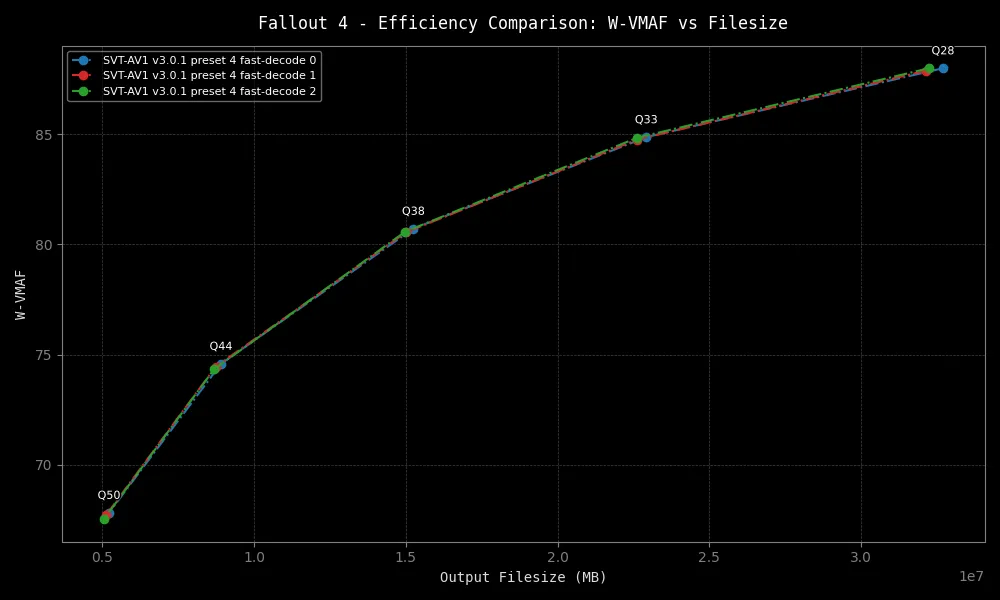 Fallout 4 - Efficiency Comparison: W-VMAF vs Filesize
SVT-AV1 v3.0.1 preset 4 fast-decode 0
SVT-AV1 v3.0.1 preset 4 fast-decode 1
SVT-AV1 v3.0.1 preset 4 fast-decode 2
Q28
Q33
Q38
Q44
Q50
85
80
75
70
W-VMAF
0.5 1.0 1.5 2.0 2.5 3.0
1e7
Output Filesize (MB)